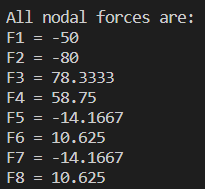 All nodal forces are:
F1 = -50
F2 = -80
F3 = 78.3333
F4 = 58.75
F5 = -14.1667
F6 = 10.625
F7 = -14.1667
F8 = 10.625